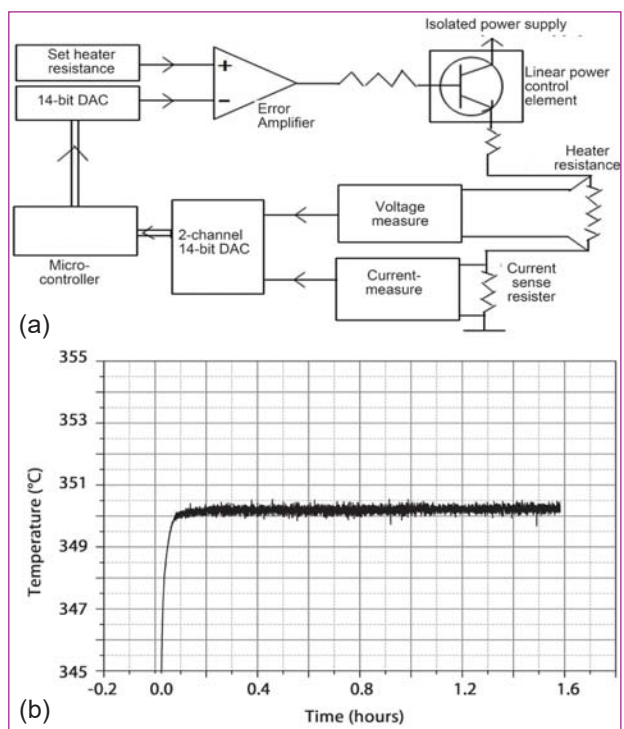 Isolated power supply
Set heater
resistance
+
14-bit DAC
−
Error
Amplifier
Linear power
control
element
Heater
resistance
Voltage
measure
2-channel
14-bit DAC
Micro-
controller
Current-
measure
Current
sense
resister
(a)
355
353
351
349
347
345
Temperature (°C)
-0.2
0.0
0.4
0.8
1.2
1.6
Time (hours)
(b)